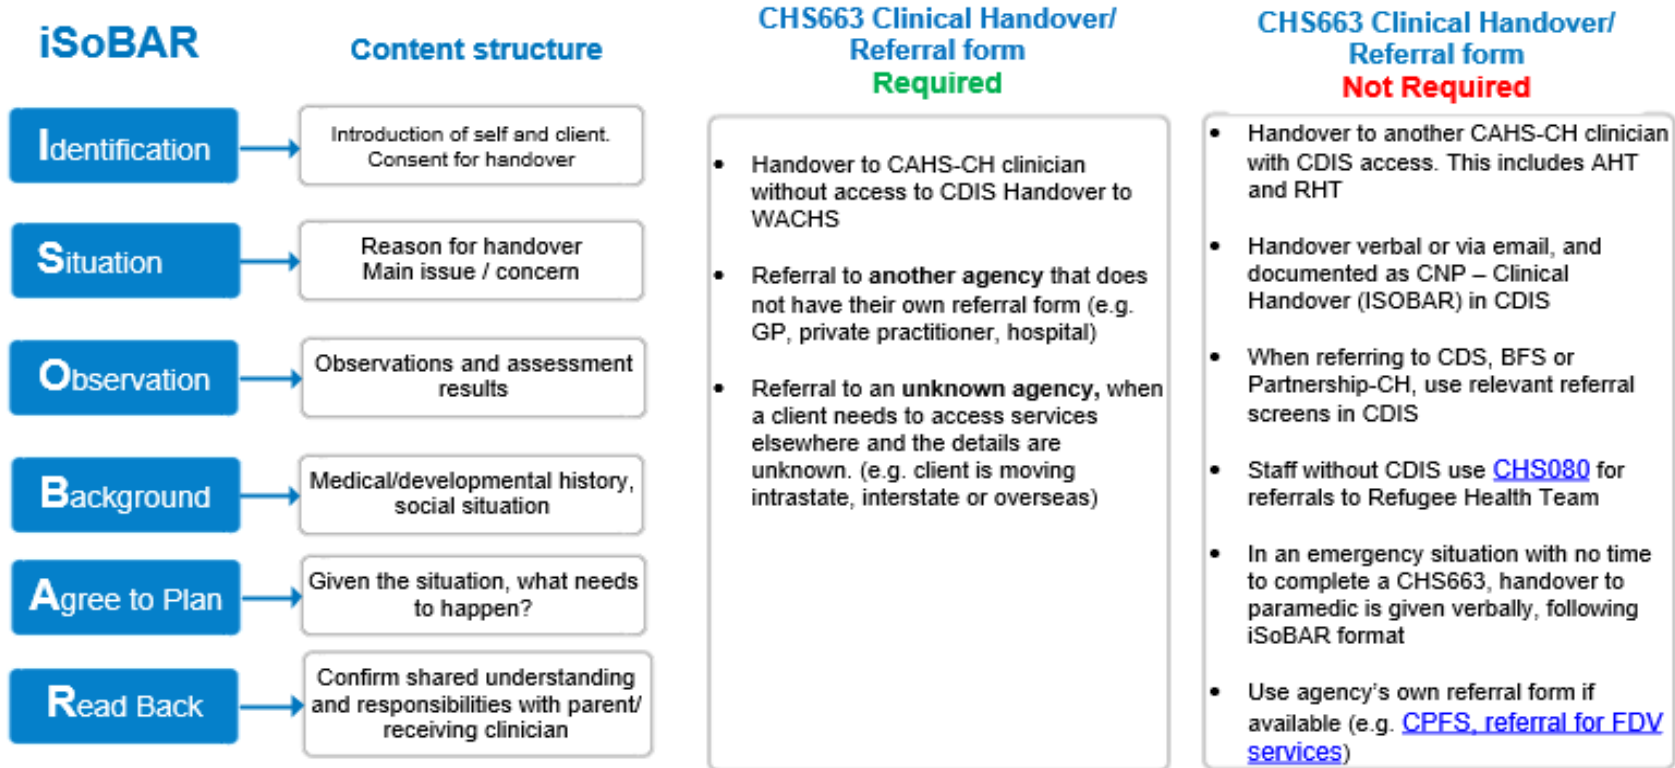 iSoBAR
Content structure
Identification
Introduction of self and client.
Consent for handover
Situation
Reason for handover
Main issue / concern
Observation
Observations and assessment
results
Background
Medical/developmental history,
social situation
Agree to Plan
Given the situation, what needs
to happen?
Read Back
Confirm shared understanding
and responsibilities with parent/
receiving clinician
CHS663 Clinical Handover/
Referral form
Required
• Handover to CAHS-CH clinician
without access to CDIS Handover to
WACHS
• Referral to another agency that does
not have their own referral form (e.g.
GP, private practitioner, hospital)
• Referral to an unknown agency, when
a client needs to access services
elsewhere and the details are
unknown. (e.g. client is moving
intrastate, interstate or overseas)
CHS663 Clinical Handover/
Referral form
Not Required
• Handover to another CAHS-CH clinician
with CDIS access. This includes AHT
and RHT
• Handover verbal or via email, and
documented as CNP – Clinical
Handover (ISOBAR) in CDIS
• When referring to CDS, BFS or
Partnership-CH, use relevant referral
screens in CDIS
• Staff without CDIS use CHS080 for
referrals to Refugee Health Team
• In an emergency situation with no time
to complete a CHS663, handover to
paramedic is given verbally, following
iSoBAR format
• Use agency's own referral form if
available (e.g. CPFS, referral for FDV
services)